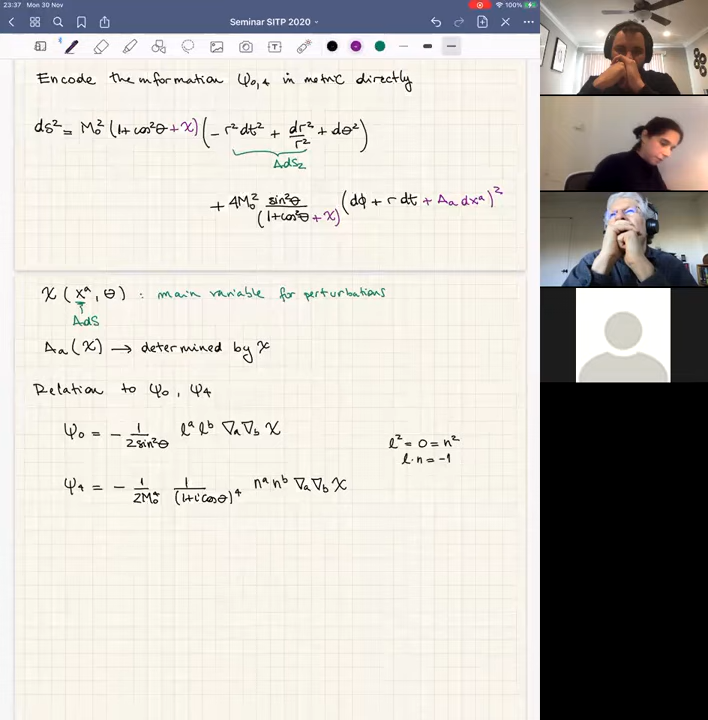 23:37 Mon 30 Nov
100%
Seminar SITP 2020
Encode the information ψ₀,₄ in metric directly
ds² = M₀² (1+cos²θ + χ) (- r²dt² + dr²/r² + dθ²)
AdS₂
+ 4M₀² sin²θ/(1+cos²θ + χ) (dϕ + r dt + Aₐ dxᵃ)²
χ (xᵃ, θ) : main variable for perturbations
AdS
Aₐ (χ) → determined by χ
Relation to ψ₀, ψ₄
ψ₀ = - 1/2sin²θ lᵃ lᵇ ∇ₐ ∇_b χ
l² = 0 = n²
l·n = -1
ψ₄ = - 1/2M₀⁴ 1/(1+i cosθ)⁴ nᵃ nᵇ ∇ₐ ∇_b χ